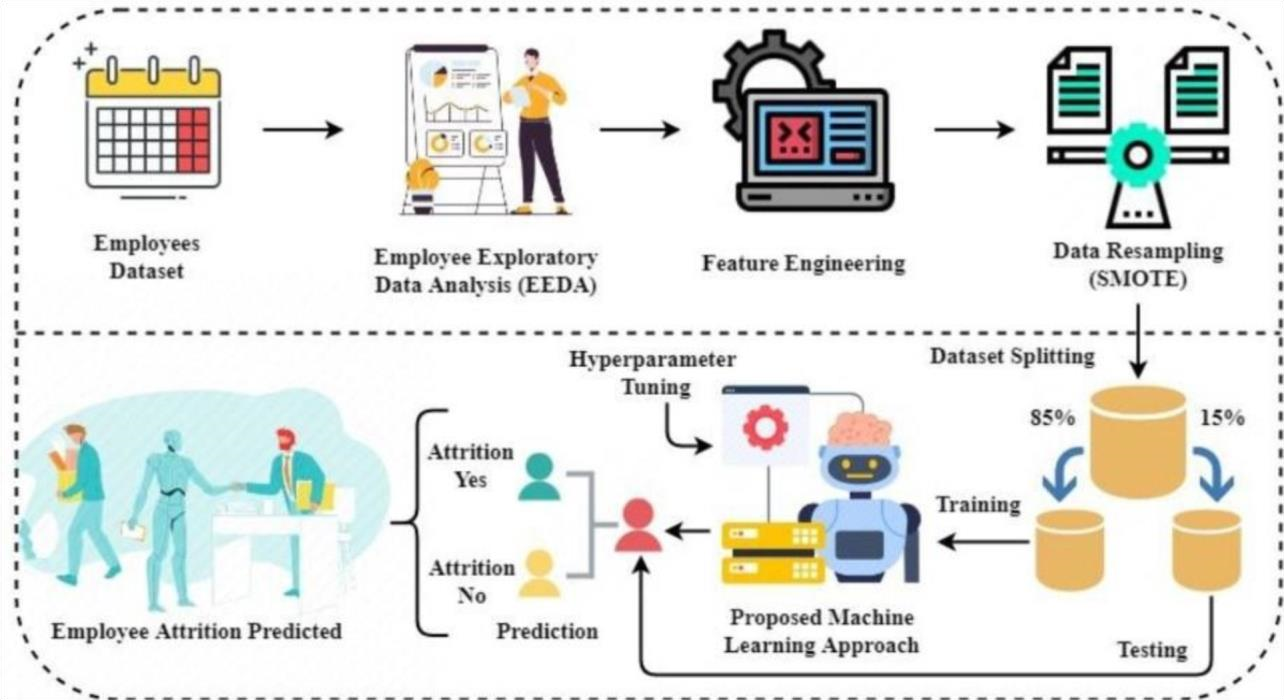 Employees
Dataset
Employee Exploratory
Data Analysis (EEDA)
Feature Engineering
Data Resampling
(SMOTE)
Dataset Splitting
85%
15%
Training
Testing
Hyperparameter
Tuning
Proposed Machine
Learning Approach
Attrition
Yes
Attrition
No
Prediction
Employee Attrition Predicted